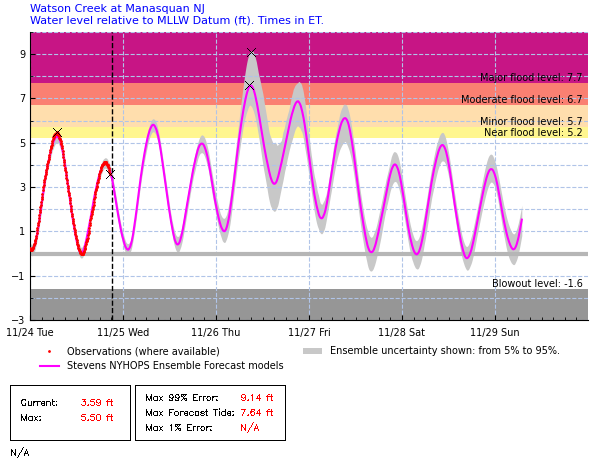 Watson Creek at Manasquan NJ
Water level relative to MLLW Datum (ft). Times in ET.
9
7
5
3
1
−1
−3
Major flood level: 7.7
Moderate flood level: 6.7
Minor flood level: 5.7
Near flood level: 5.2
Blowout level: -1.6
11/24 Tue
11/25 Wed
11/26 Thu
11/27 Fri
11/28 Sat
11/29 Sun
Observations (where available)
Ensemble uncertainty shown: from 5% to 95%.
Stevens NYHOPS Ensemble Forecast models
Current: 3.59 ft
Max: 5.50 ft
Max 99% Error: 9.14 ft
Max Forecast Tide: 7.64 ft
Max 1% Error: N/A
N/A